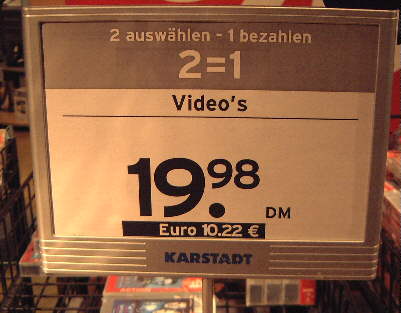 2 auswählen - 1 bezahlen
2=1
Video's
19.98 DM
Euro 10.22 €
KARSTADT